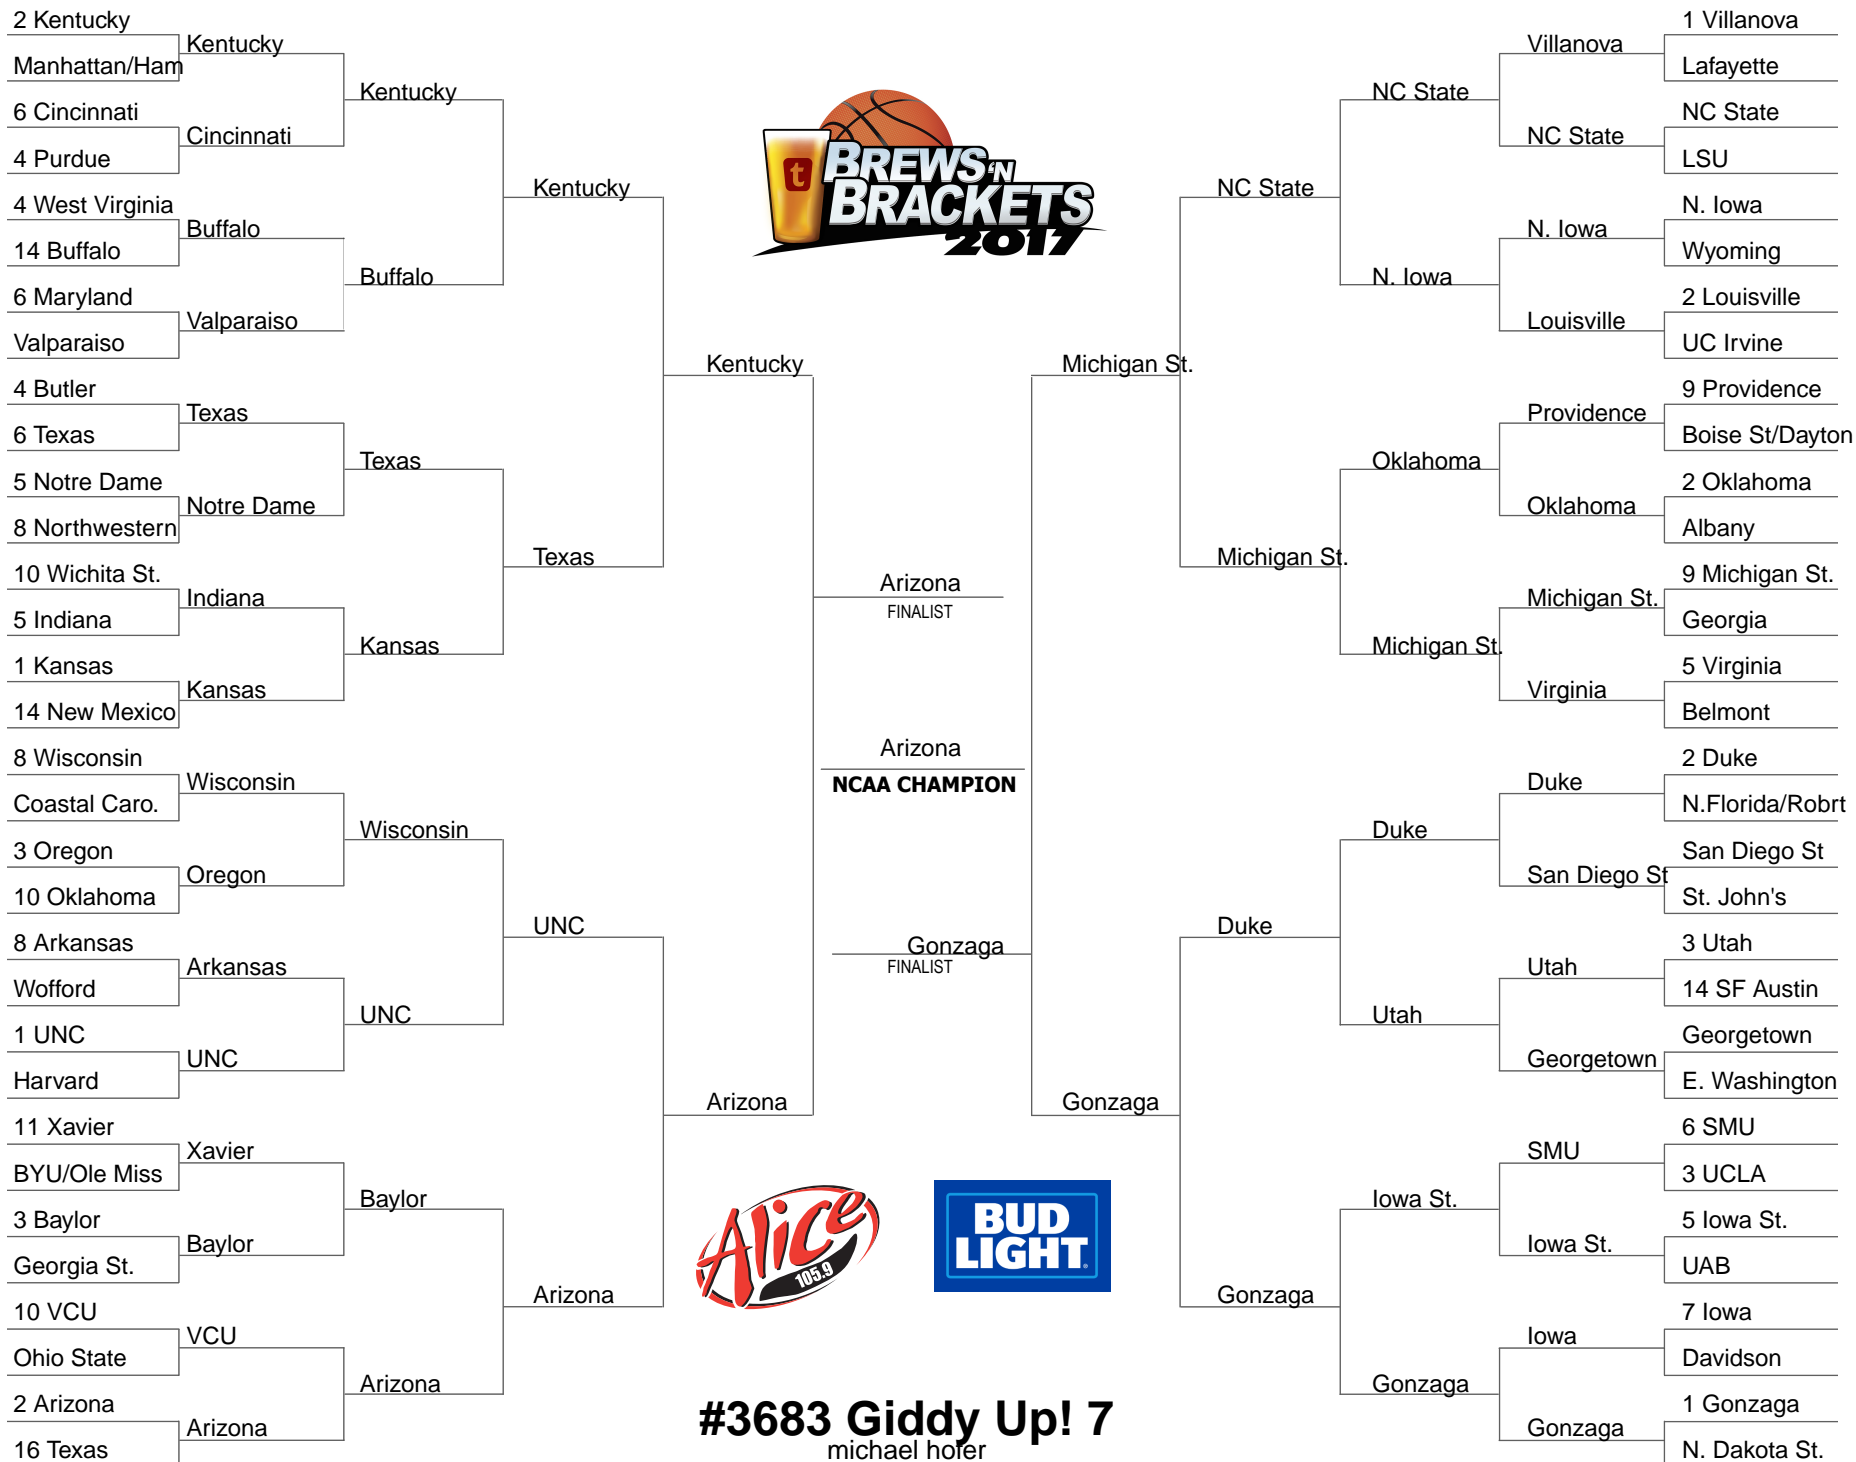 2 Kentucky
Manhattan/Ham
6 Cincinnati
4 Purdue
4 West Virginia
14 Buffalo
6 Maryland
Valparaiso
4 Butler
6 Texas
5 Notre Dame
8 Northwestern
10 Wichita St.
5 Indiana
1 Kansas
14 New Mexico
8 Wisconsin
Coastal Caro.
3 Oregon
10 Oklahoma
8 Arkansas
Wofford
1 UNC
Harvard
11 Xavier
BYU/Ole Miss
3 Baylor
Georgia St.
10 VCU
Ohio State
2 Arizona
16 Texas
Kentucky
Cincinnati
Buffalo
Valparaiso
Texas
Notre Dame
Indiana
Kansas
Wisconsin
Oregon
Arkansas
UNC
Xavier
Baylor
VCU
Arizona
Kentucky
Buffalo
Texas
Kansas
Wisconsin
UNC
Baylor
Arizona
Kentucky
Texas
UNC
Arizona
Kentucky
Arizona
t
BREWS 'N
BRACKETS
2017
Arizona
FINALIST
Arizona
NCAA CHAMPION
Gonzaga
FINALIST
Alice
105.9
BUD
LIGHT
#3683 Giddy Up! 7
michael hofer
Michigan St.
Gonzaga
NC State
Michigan St.
Duke
Gonzaga
NC State
N. Iowa
Oklahoma
Michigan St.
Duke
Utah
Iowa St.
Gonzaga
Villanova
NC State
N. Iowa
Louisville
Providence
Oklahoma
Michigan St.
Virginia
Duke
San Diego St
Utah
Georgetown
SMU
Iowa St.
Iowa
Gonzaga
1 Villanova
Lafayette
NC State
LSU
N. Iowa
Wyoming
2 Louisville
UC Irvine
9 Providence
Boise St/Dayton
2 Oklahoma
Albany
9 Michigan St.
Georgia
5 Virginia
Belmont
2 Duke
N.Florida/Robrt
San Diego St
St. John's
3 Utah
14 SF Austin
Georgetown
E. Washington
6 SMU
3 UCLA
5 Iowa St.
UAB
7 Iowa
Davidson
1 Gonzaga
N. Dakota St.